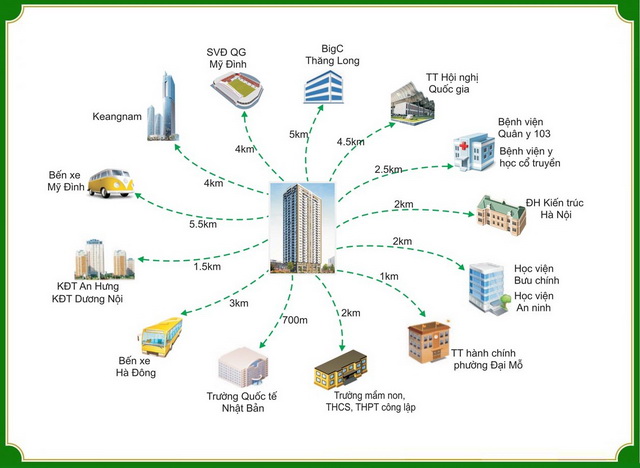 BigC
Thăng Long
SVĐ QG
Mỹ Đình
TT Hội nghị
Quốc gia
Keangnam
Bệnh viện
Quân y 103
Bệnh viện y
học cổ truyền
5km
4.5km
4km
2.5km
Bến xe
Mỹ Đình
4km
2km
ĐH Kiến trúc
Hà Nội
5.5km
2km
1.5km
Học viện
Bưu chính
Học viện
An ninh
KĐT An Hưng
KĐT Dương Nội
1km
3km
700m
2km
Bến xe
Hà Đông
TT hành chính
phường Đại Mỗ
Trường Quốc tế
Nhật Bản
Trường mầm non,
THCS, THPT công lập